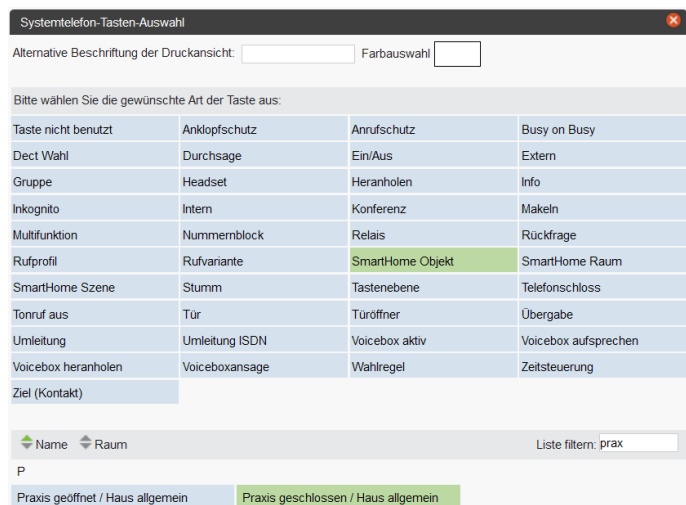 Systemtelefon-Tasten-Auswahl
Alternative Beschriftung der Druckansicht: Farbauswahl
Bitte wählen Sie die gewünschte Art der Taste aus:
Taste nicht benutzt Anklopfschutz Anrufschutz Busy on Busy
Dect Wahl Durchsage Ein/Aus Extern
Gruppe Headset Heranholen Info
Inkognito Intern Konferenz Makeln
Multifunktion Nummernblock Relais Rückfrage
Rufprofil Rufvariante SmartHome Objekt SmartHome Raum
SmartHome Szene Stumm Tastenebene Telefonschloss
Tonruf aus Tür Türöffner Übergabe
Umleitung Umleitung ISDN Voicebox aktiv Voicebox aufsprechen
Voicebox heranholen Voiceboxansage Wahlregel Zeitsteuerung
Ziel (Kontakt)
Name Raum Liste filtern: prax
P
Praxis geöffnet / Haus allgemein Praxis geschlossen / Haus allgemein